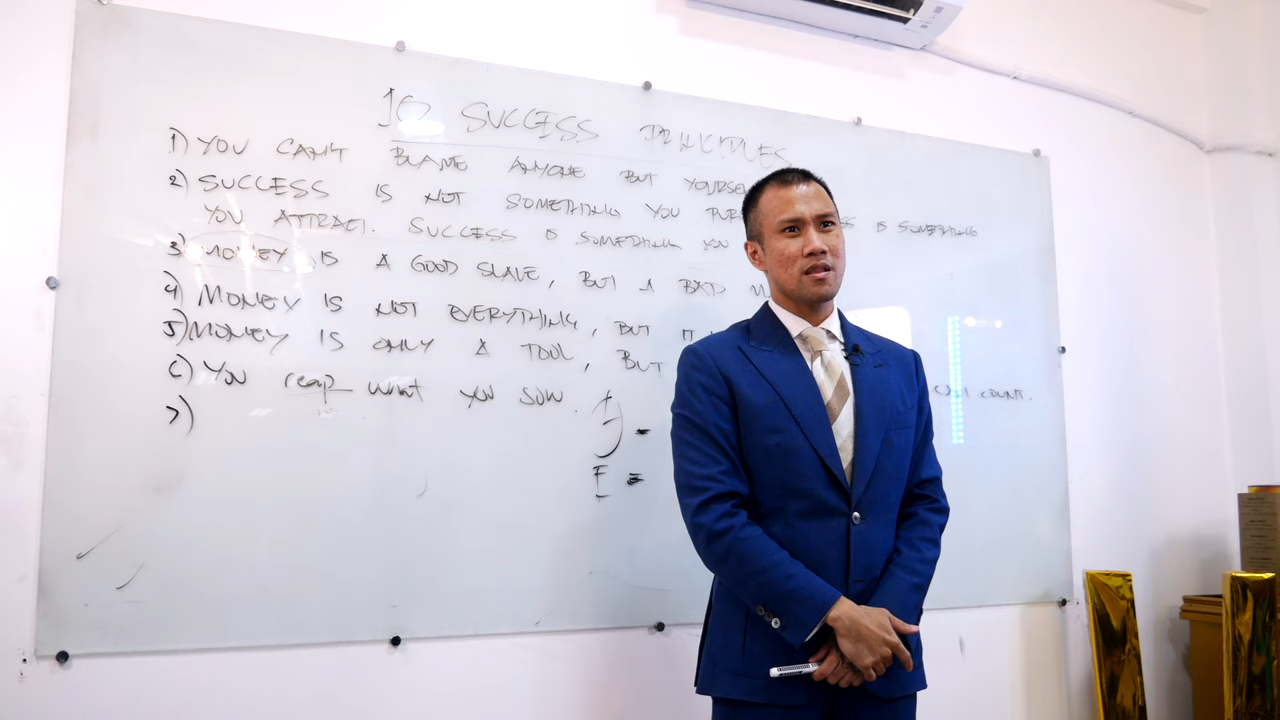 10 SUCCESS PRINCIPLES
1) YOU CAN'T BLAME ANYONE BUT
2) SUCCESS IS NOT SOMETHING YOU IS SOMETHING
YOU ATTRACT. SUCCESS IS SOMETHING YOU
3) MONEY IS A GOOD SLAVE, BUT A BAD
4) MONEY IS NOT EVERYTHING, BUT
5) MONEY IS ONLY A TOOL, BUT COUNT.
6) You reap what you sow.
7)
E =